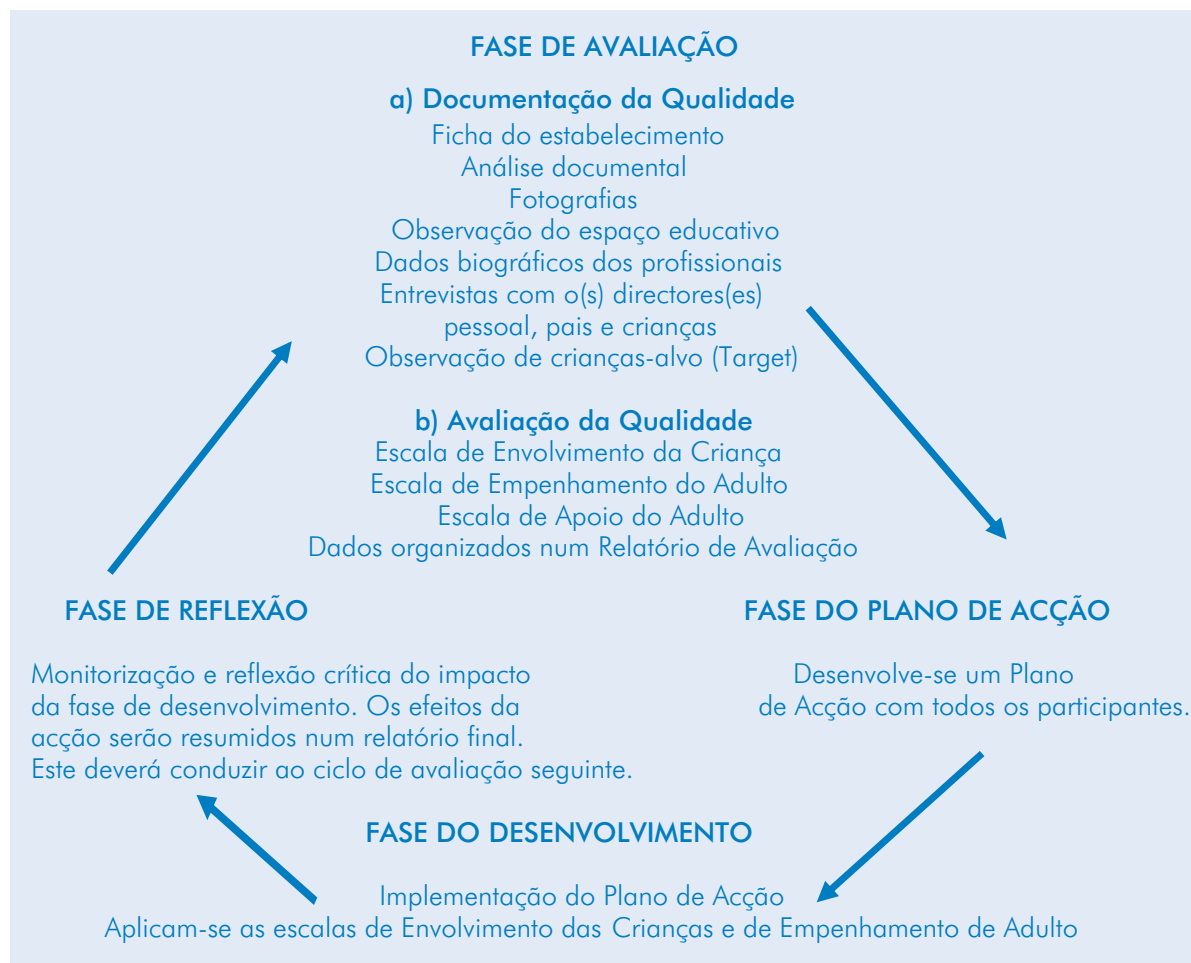 FASE DE AVALIAÇÃO
a) Documentação da Qualidade
Ficha do estabelecimento
Análise documental
Fotografias
Observação do espaço educativo
Dados biográficos dos profissionais
Entrevistas com o(s) directores(es)
pessoal, pais e crianças
Observação de crianças-alvo (Target)
b) Avaliação da Qualidade
Escala de Envolvimento da Criança
Escala de Empenhamento do Adulto
Escala de Apoio do Adulto
Dados organizados num Relatório de Avaliação
FASE DE REFLEXÃO
Monitorização e reflexão crítica do impacto
da fase de desenvolvimento. Os efeitos da
acção serão resumidos num relatório final.
Este deverá conduzir ao ciclo de avaliação seguinte.
FASE DO PLANO DE ACÇÃO
Desenvolve-se um Plano
de Acção com todos os participantes.
FASE DO DESENVOLVIMENTO
Implementação do Plano de Acção
Aplicam-se as escalas de Envolvimento das Crianças e de Empenhamento de Adulto